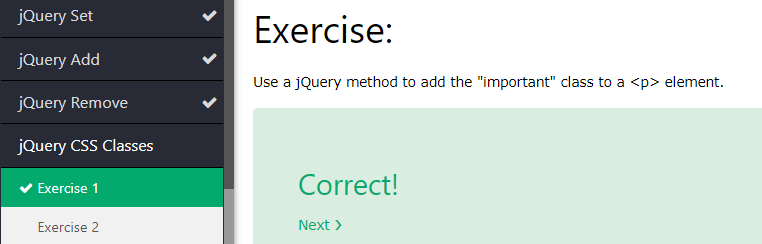 jQuery Set
jQuery Add
jQuery Remove
jQuery CSS Classes
Exercise 1
Exercise 2
Exercise:
Use a jQuery method to add the "important" class to a <p> element.
Correct!
Next ❯